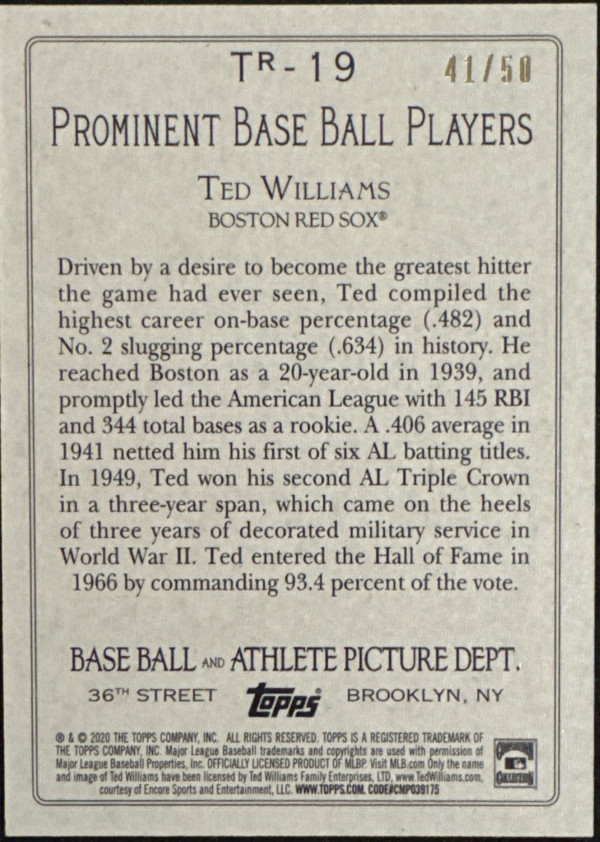 TR-19
41/50
PROMINENT BASE BALL PLAYERS
TED WILLIAMS
BOSTON RED SOX®
Driven by a desire to become the greatest hitter
the game had ever seen, Ted compiled the
highest career on-base percentage (.482) and
No. 2 slugging percentage (.634) in history. He
reached Boston as a 20-year-old in 1939, and
promptly led the American League with 145 RBI
and 344 total bases as a rookie. A .406 average in
1941 netted him his first of six AL batting titles.
In 1949, Ted won his second AL Triple Crown
in a three-year span, which came on the heels
of three years of decorated military service in
World War II. Ted entered the Hall of Fame in
1966 by commanding 93.4 percent of the vote.
BASE BALL AND ATHLETE PICTURE DEPT.
36TH STREET topps® BROOKLYN, NY
® & © 2020 THE TOPPS COMPANY, INC. ALL RIGHTS RESERVED. TOPPS IS A REGISTERED TRADEMARK OF
THE TOPPS COMPANY, INC. Major League Baseball trademarks and copyrights are used with permission of
Major League Baseball Properties, Inc. OFFICIALLY LICENSED PRODUCT OF MLBP. Visit MLB.com Only the name
and image of Ted Williams have been licensed by Ted Williams Family Enterprises, LTD, www.TedWilliams.com,
courtesy of Encore Sports and Entertainment, LLC. WWW.TOPPS.COM. CODE#CMP039175
COOPERSTOWN
COLLECTION